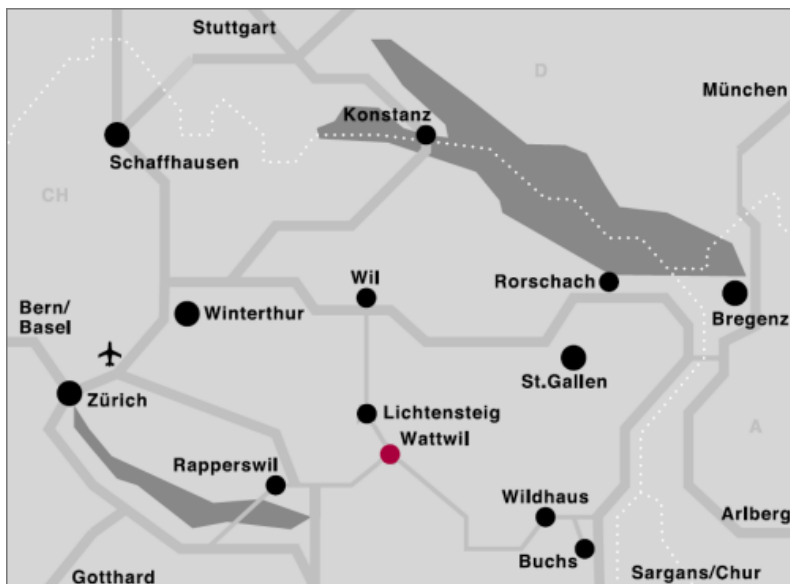 Stuttgart
D
München
Konstanz
Schaffhausen
CH
Wil
Rorschach
Bern/
Basel
Winterthur
Bregenz
St.Gallen
Zürich
Lichtensteig
Wattwil
A
Rapperswil
Wildhaus
Arlberg
Buchs
Gotthard
Sargans/Chur